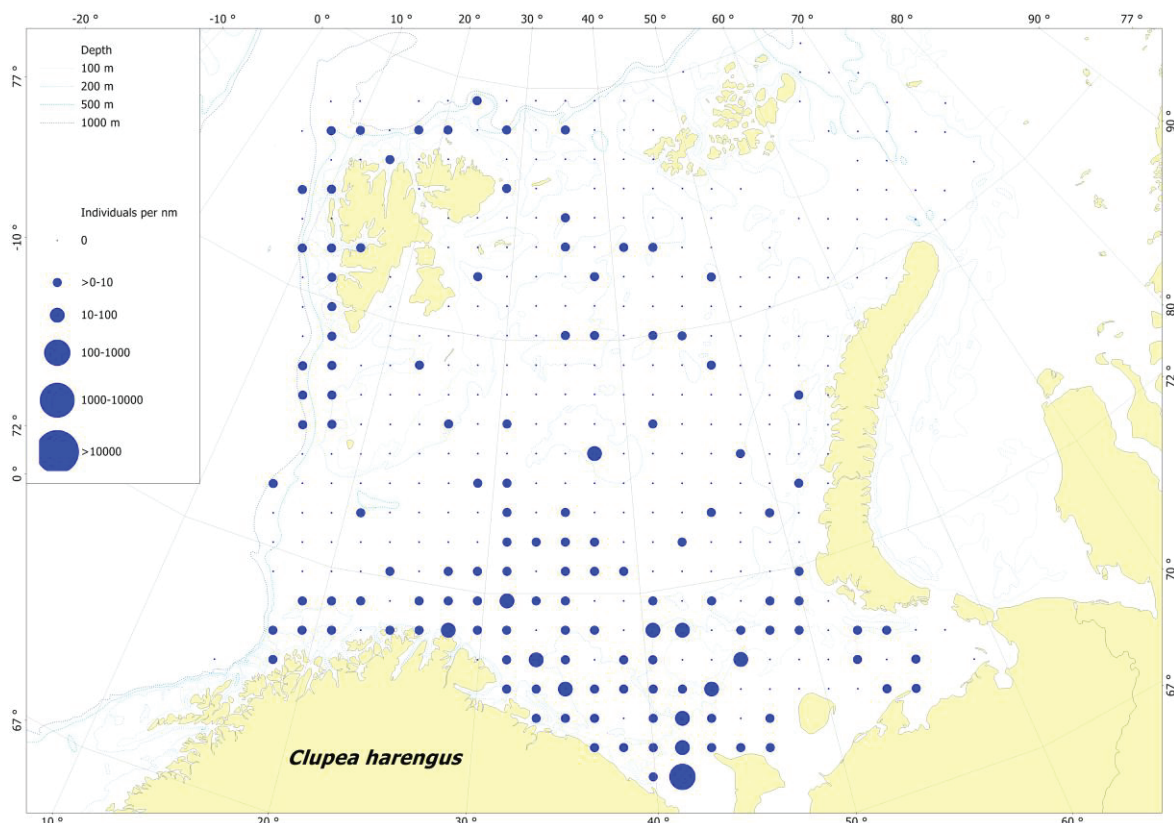 -20 ° -10 ° 0 ° 10 ° 20 ° 30 ° 40 ° 50 ° 60 ° 70 ° 80 ° 90 ° 77 °
Depth
100 m
200 m
500 m
1000 m
77 °
90 °
Individuals per nm
0
-10 °
>0-10
80 °
10-100
100-1000
72 °
1000-10000
72 °
>10000
0 °
70 °
67 °
67 °
Clupea harengus
10 ° 20 ° 30 ° 40 ° 50 ° 60 °